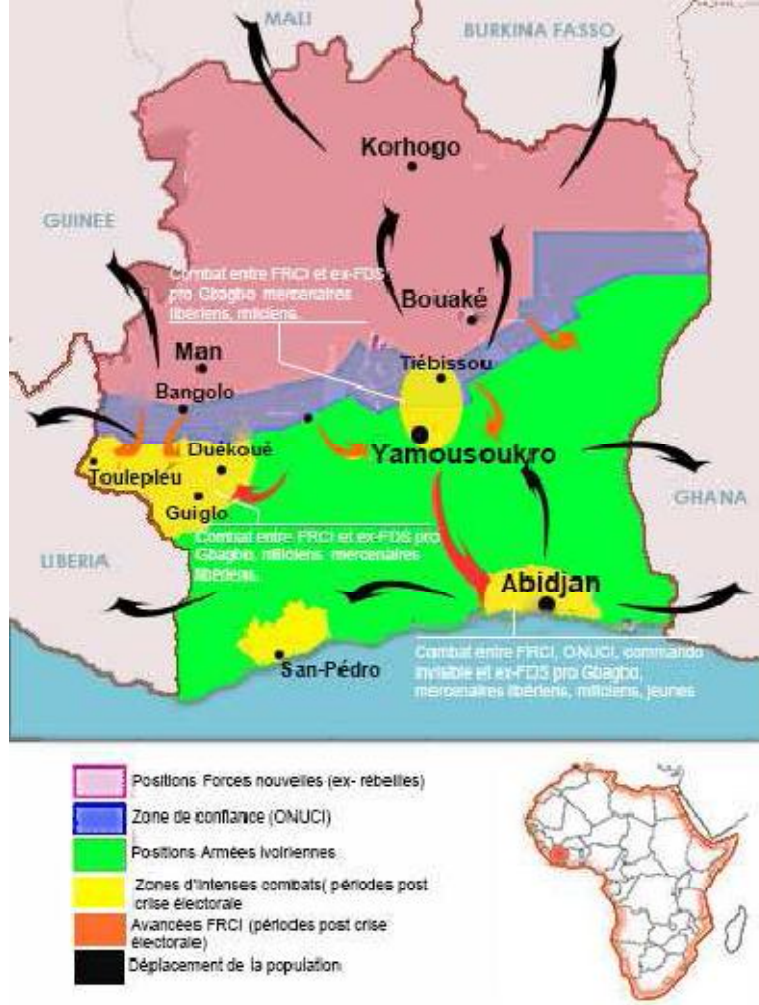 MALI
BURKINA FASSO
Korhogo
GUINEE
Combat entre FRCI et ex-FDS
pro Gbagbo mercenaires
libériens, miliciens.
Bouaké
Man
Tiébissou
Bangolo
Duékoué
Yamousoukro
Toulepleu
Guiglo
GHANA
Combat entre FRCI et ex-FDS pro
Gbagbo, miliciens mercenaires
libériens.
LIBERIA
Abidjan
San-Pédro
Combat entre FRCI, ONUCI, commando
invisible et ex-FDS pro Gbagbo,
mercenaires libériens, miliciens, jeunes
Positions Forces nouvelles (ex- rébeilles)
Zone de confiance (ONUCI)
Positions Armées Ivoiriennes
Zones d'intenses combats( périodes post
crise électorale
Avancées FRCI (périodes post crise
électorale)
Déplacement de la population